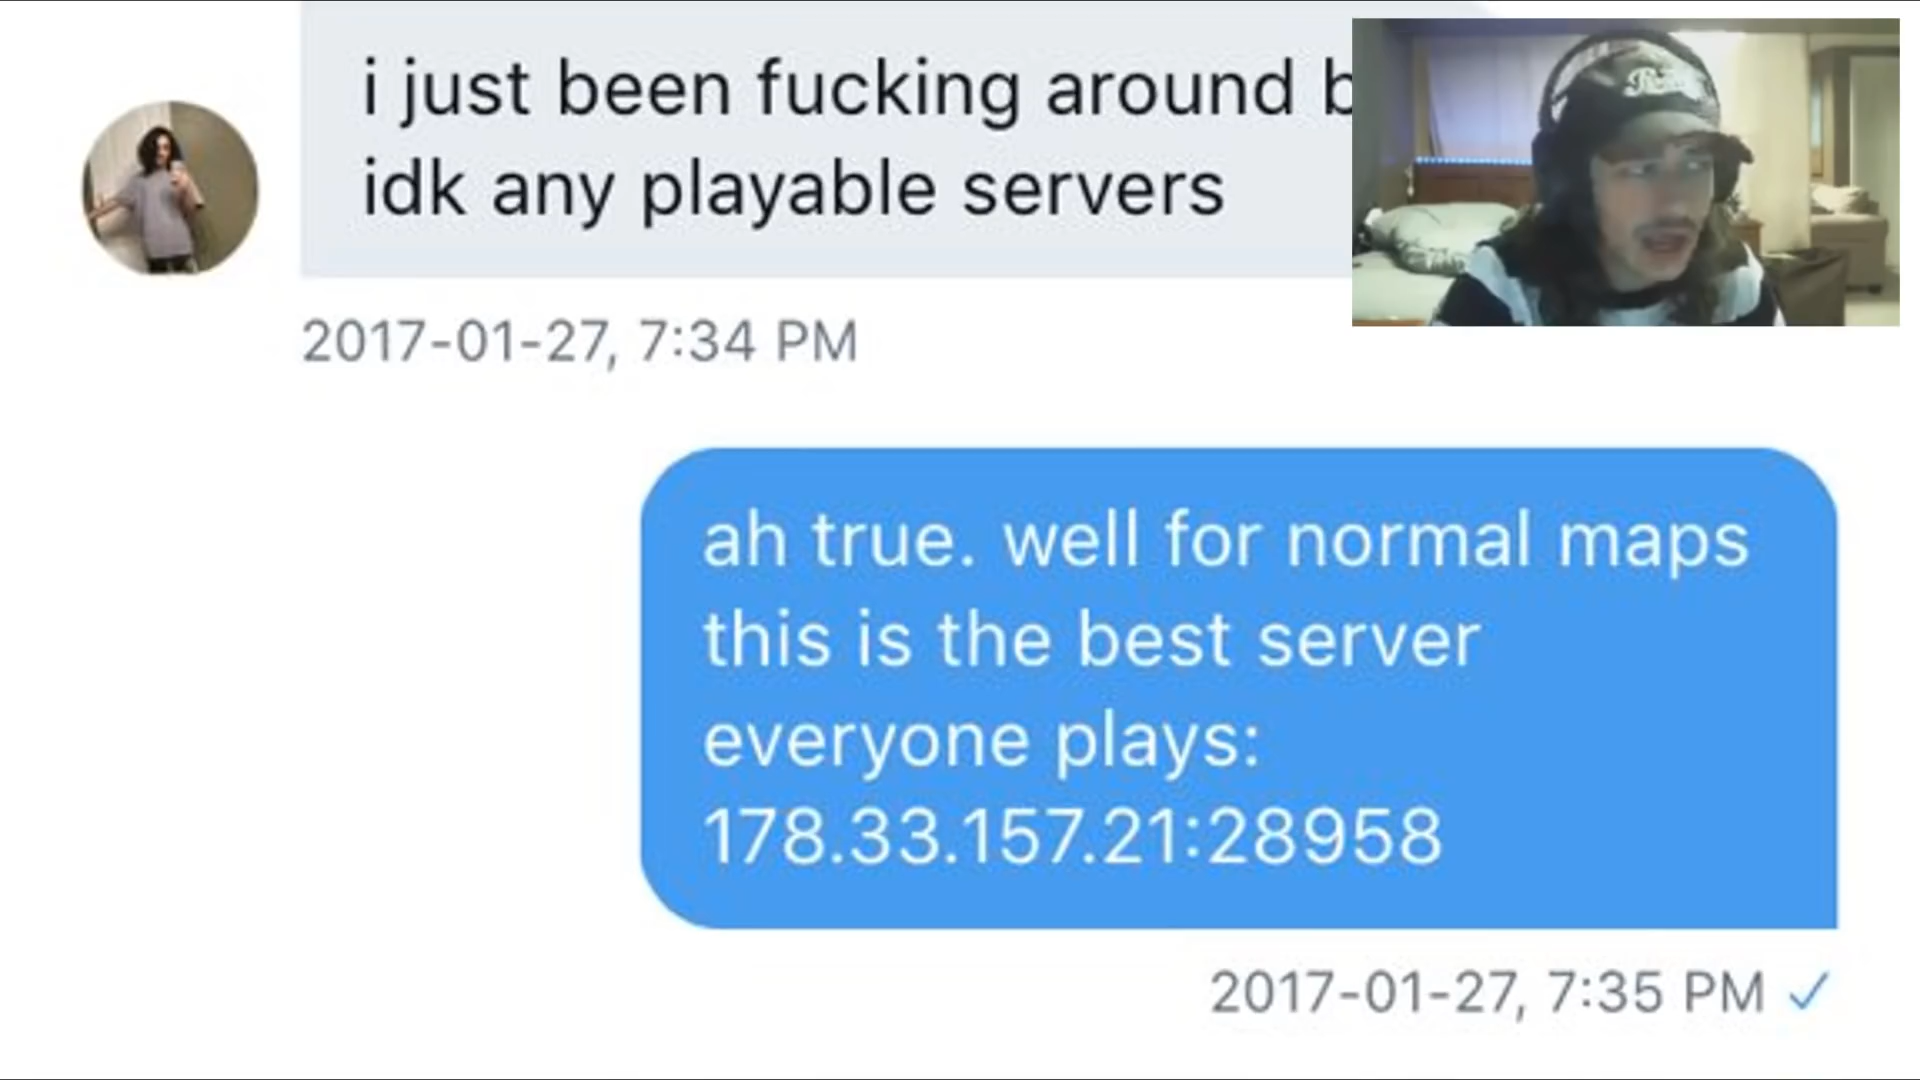 i just been fucking around
idk any playable servers
2017-01-27, 7:34 PM
ah true. well for normal maps
this is the best server
everyone plays:
178.33.157.21:28958
2017-01-27, 7:35 PM